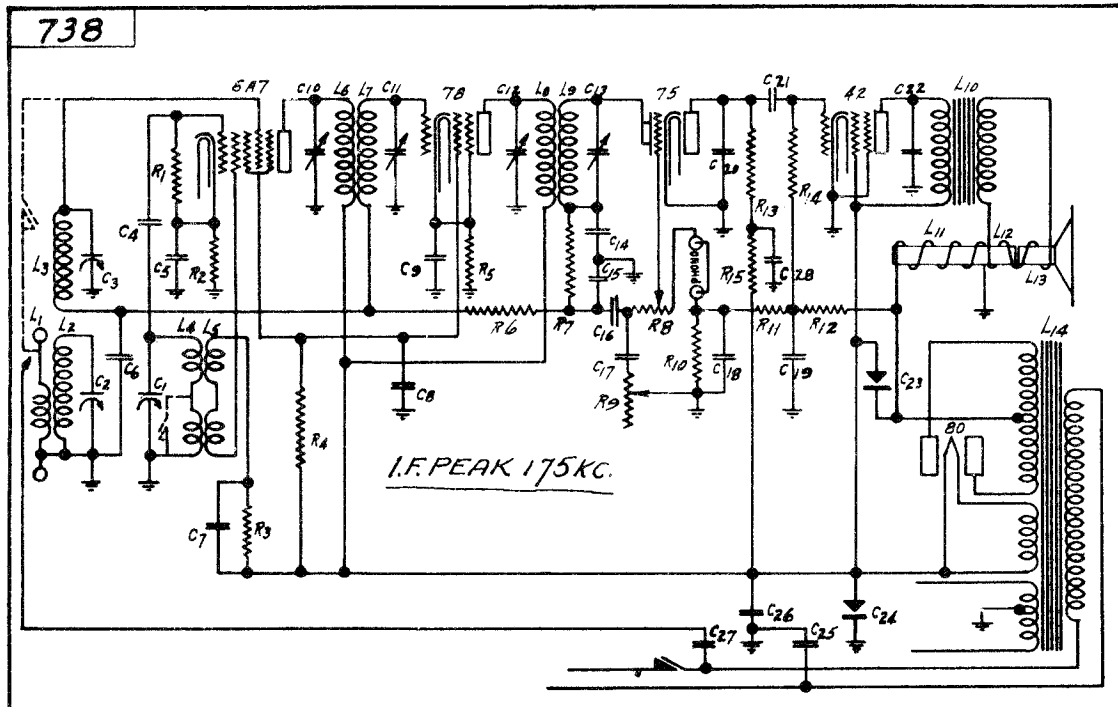 738
6A7
C10
L6
L7
C11
78
C12
L8
L9
C13
75
C21
42
C22
L10
R1
C4
C5
R2
C9
R5
C14
C15
C20
R13
R14
R15
C28
L11
L12
L13
L3
C3
L1
L2
C2
C6
C1
L4
L5
R6
R7
C16
R8
PHONO
R11
R12
L14
C8
C17
R9
R10
C18
C19
C23
80
R4
I.F. PEAK 175KC.
C7
R3
C26
C24
C27
C25